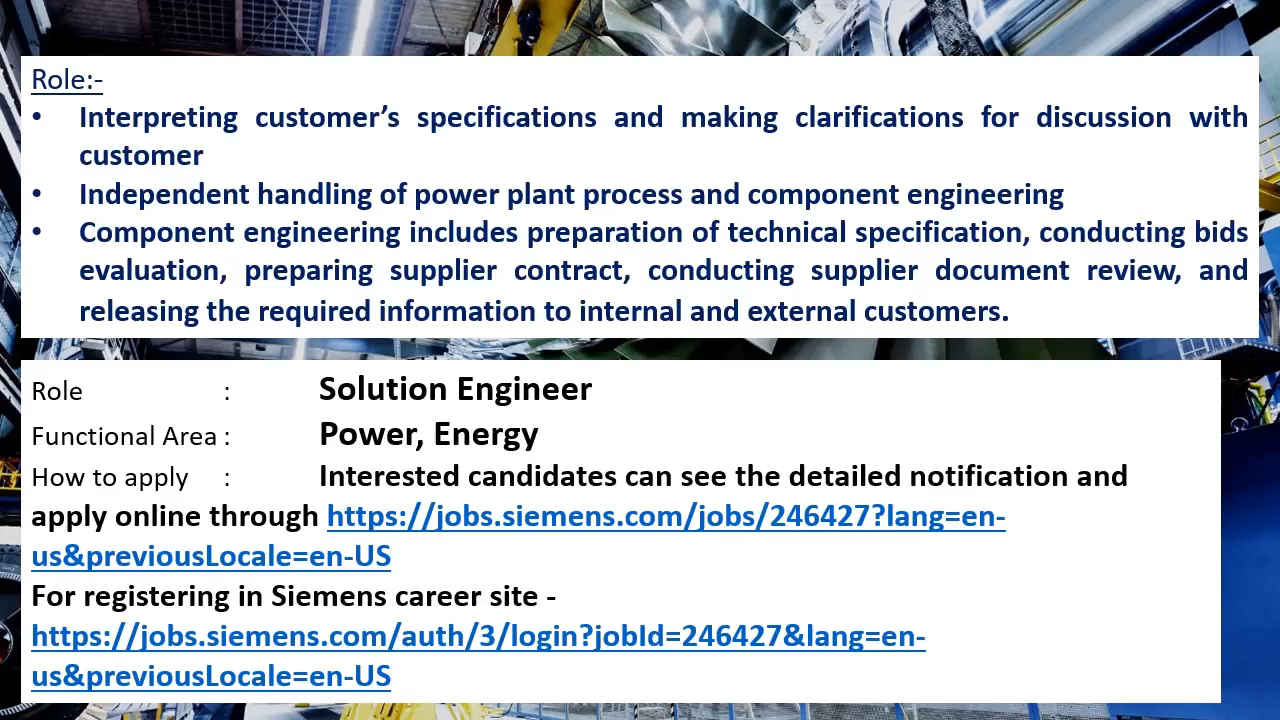 Role:-
• Interpreting customer’s specifications and making clarifications for discussion with
customer
• Independent handling of power plant process and component engineering
• Component engineering includes preparation of technical specification, conducting bids
evaluation, preparing supplier contract, conducting supplier document review, and
releasing the required information to internal and external customers.
Role : Solution Engineer
Functional Area : Power, Energy
How to apply : Interested candidates can see the detailed notification and
apply online through https://jobs.siemens.com/jobs/246427?lang=en-
us&previousLocale=en-US
For registering in Siemens career site -
https://jobs.siemens.com/auth/3/login?jobId=246427&lang=en-
us&previousLocale=en-US